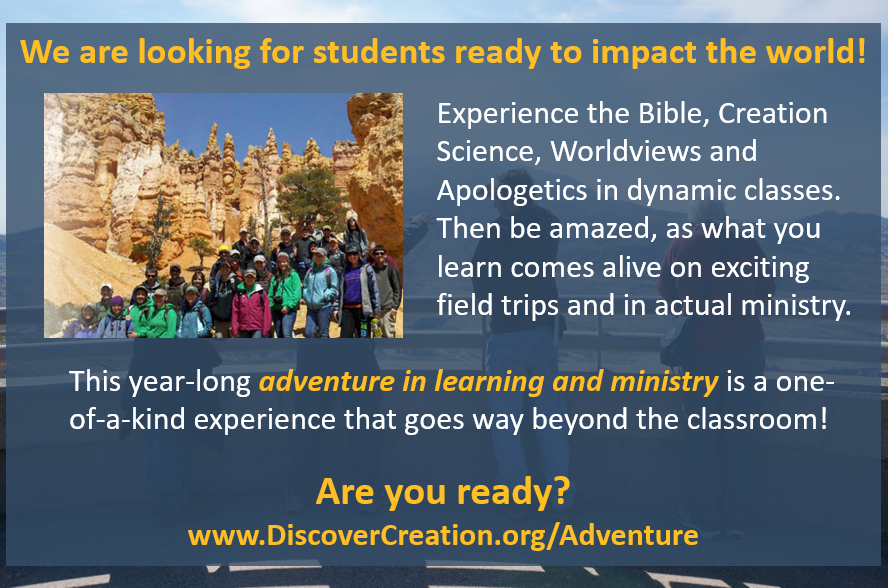 We are looking for students ready to impact the world!
Experience the Bible, Creation
Science, Worldviews and
Apologetics in dynamic classes.
Then be amazed, as what you
learn comes alive on exciting
field trips and in actual ministry.
This year-long adventure in learning and ministry is a one-
of-a-kind experience that goes way beyond the classroom!
Are you ready?
www.DiscoverCreation.org/Adventure